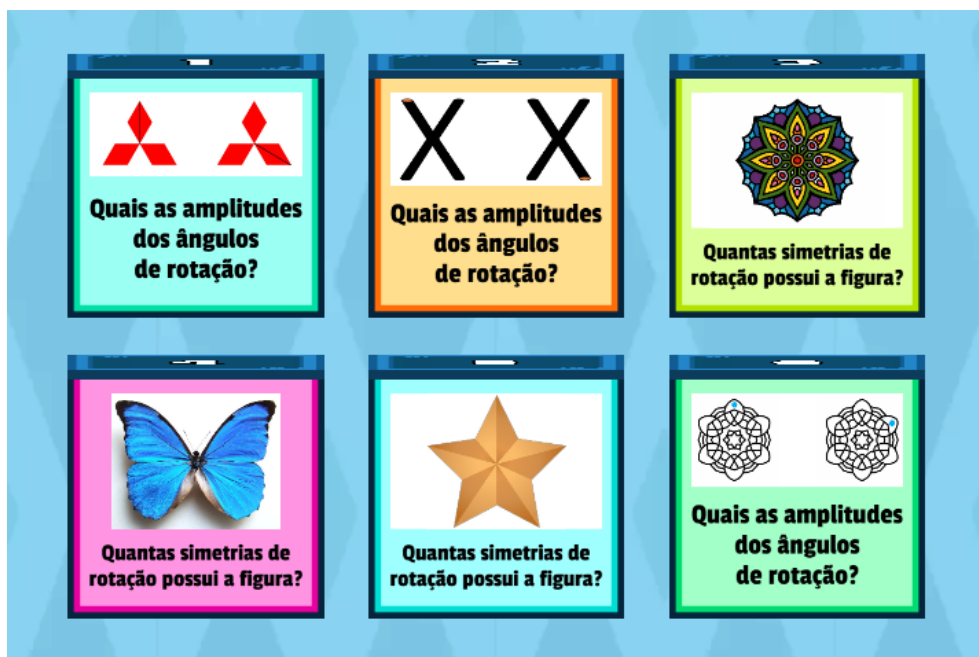 Quais as amplitudes
dos ângulos
de rotação?
X X
Quais as amplitudes
dos ângulos
de rotação?
Quantas simetrias de
rotação possui a figura?
Quantas simetrias de
rotação possui a figura?
Quantas simetrias de
rotação possui a figura?
Quais as amplitudes
dos ângulos
de rotação?